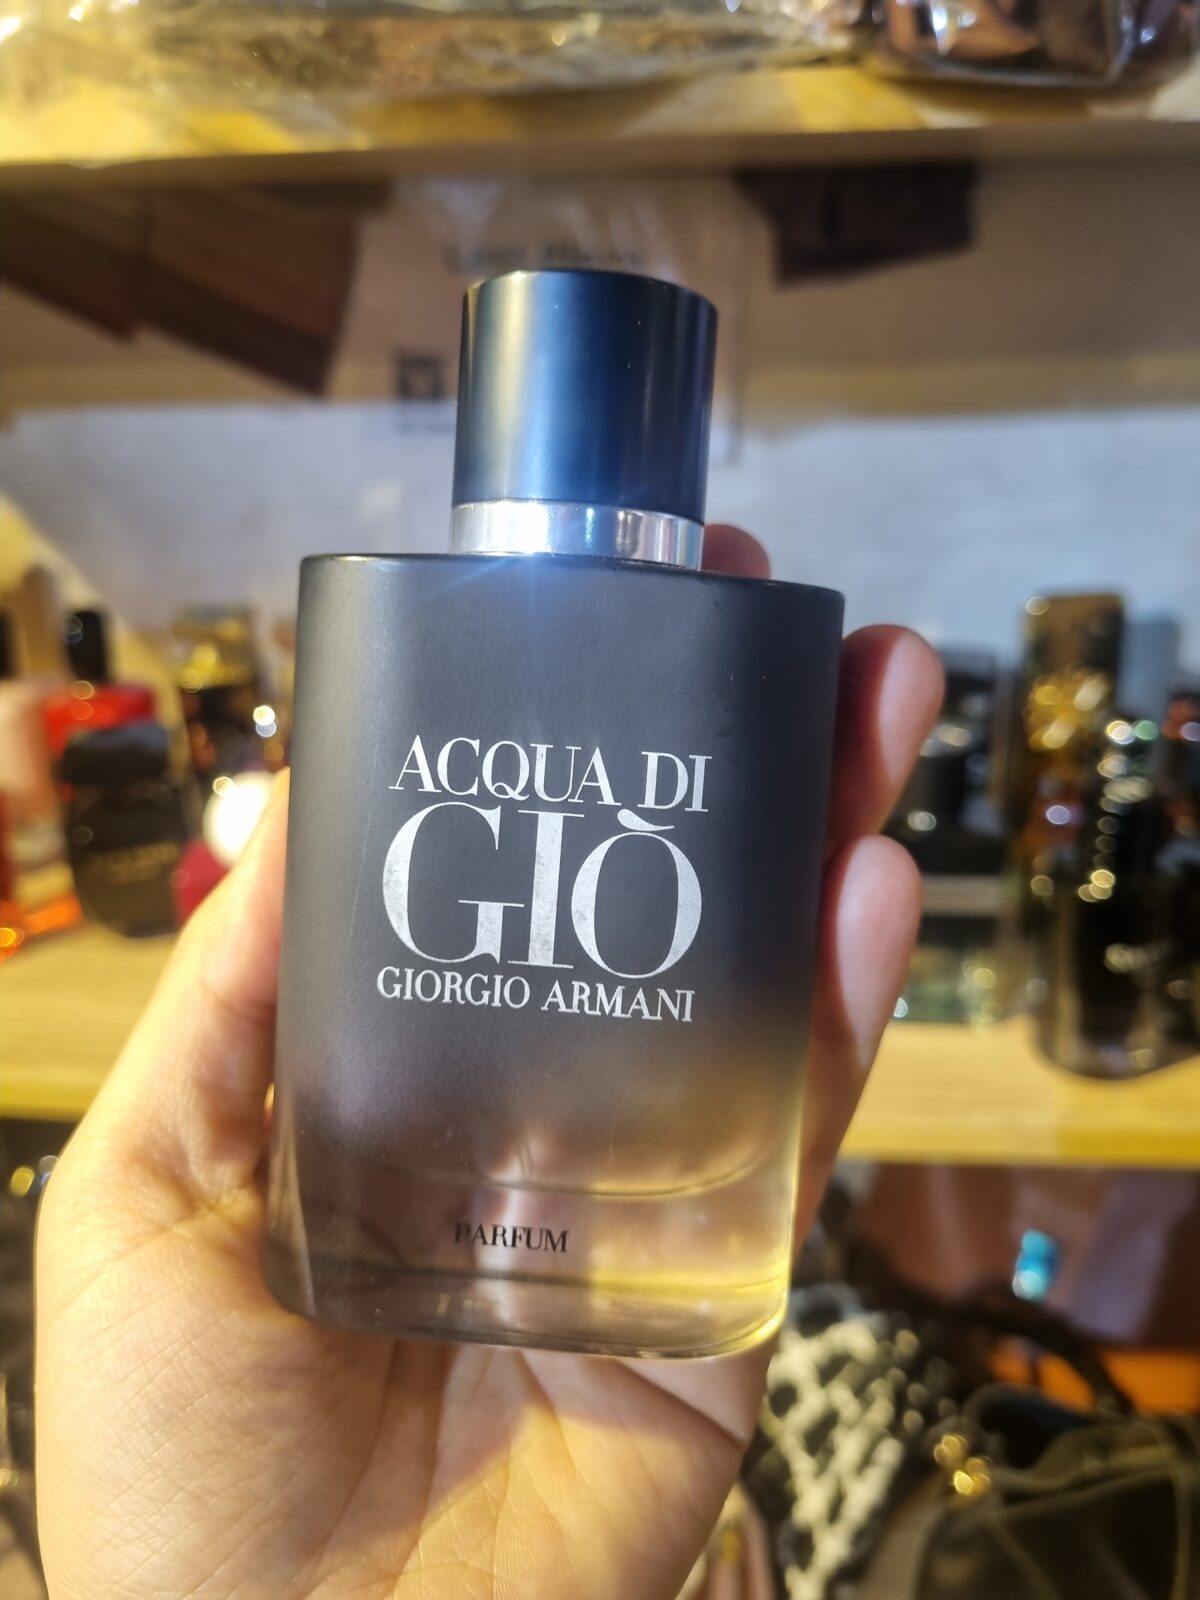 ACQUA DI
GIÒ
GIORGIO ARMANI
PARFUM